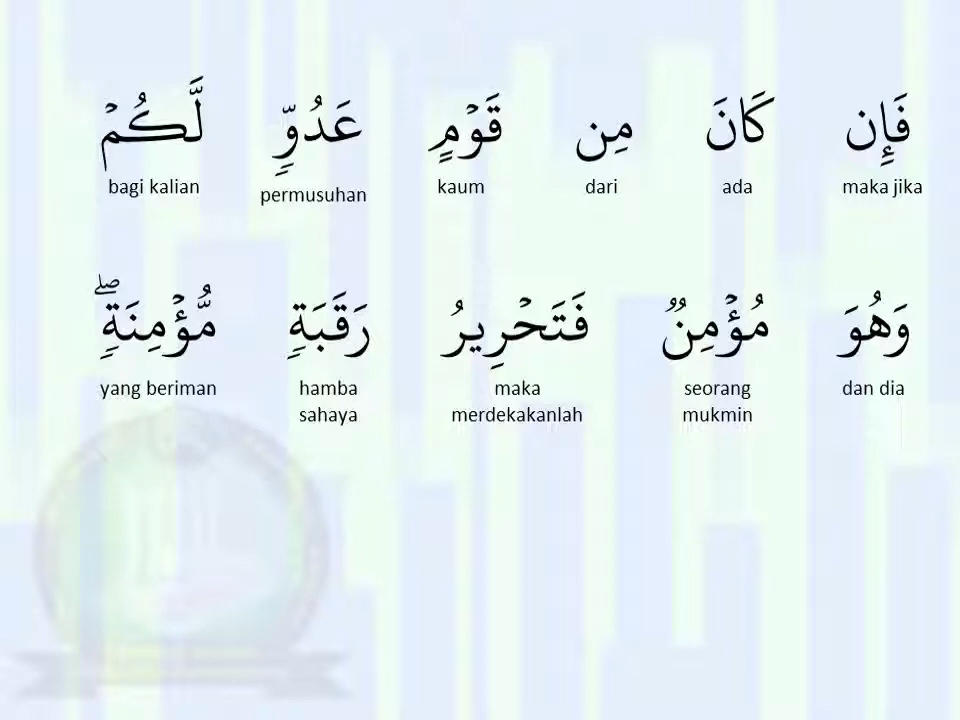 فَإِن كَانَ مِن قَوْمٍ عَدُوٍّ لَّكُمْ
maka jika ada dari kaum permusuhan bagi kalian
وَهُوَ مُؤْمِنٌ فَتَحْرِيرُ رَقَبَةٍ مُّؤْمِنَةٍ ۖ
dan dia seorang maka hamba yang beriman
mukmin merdekakanlah sahaya